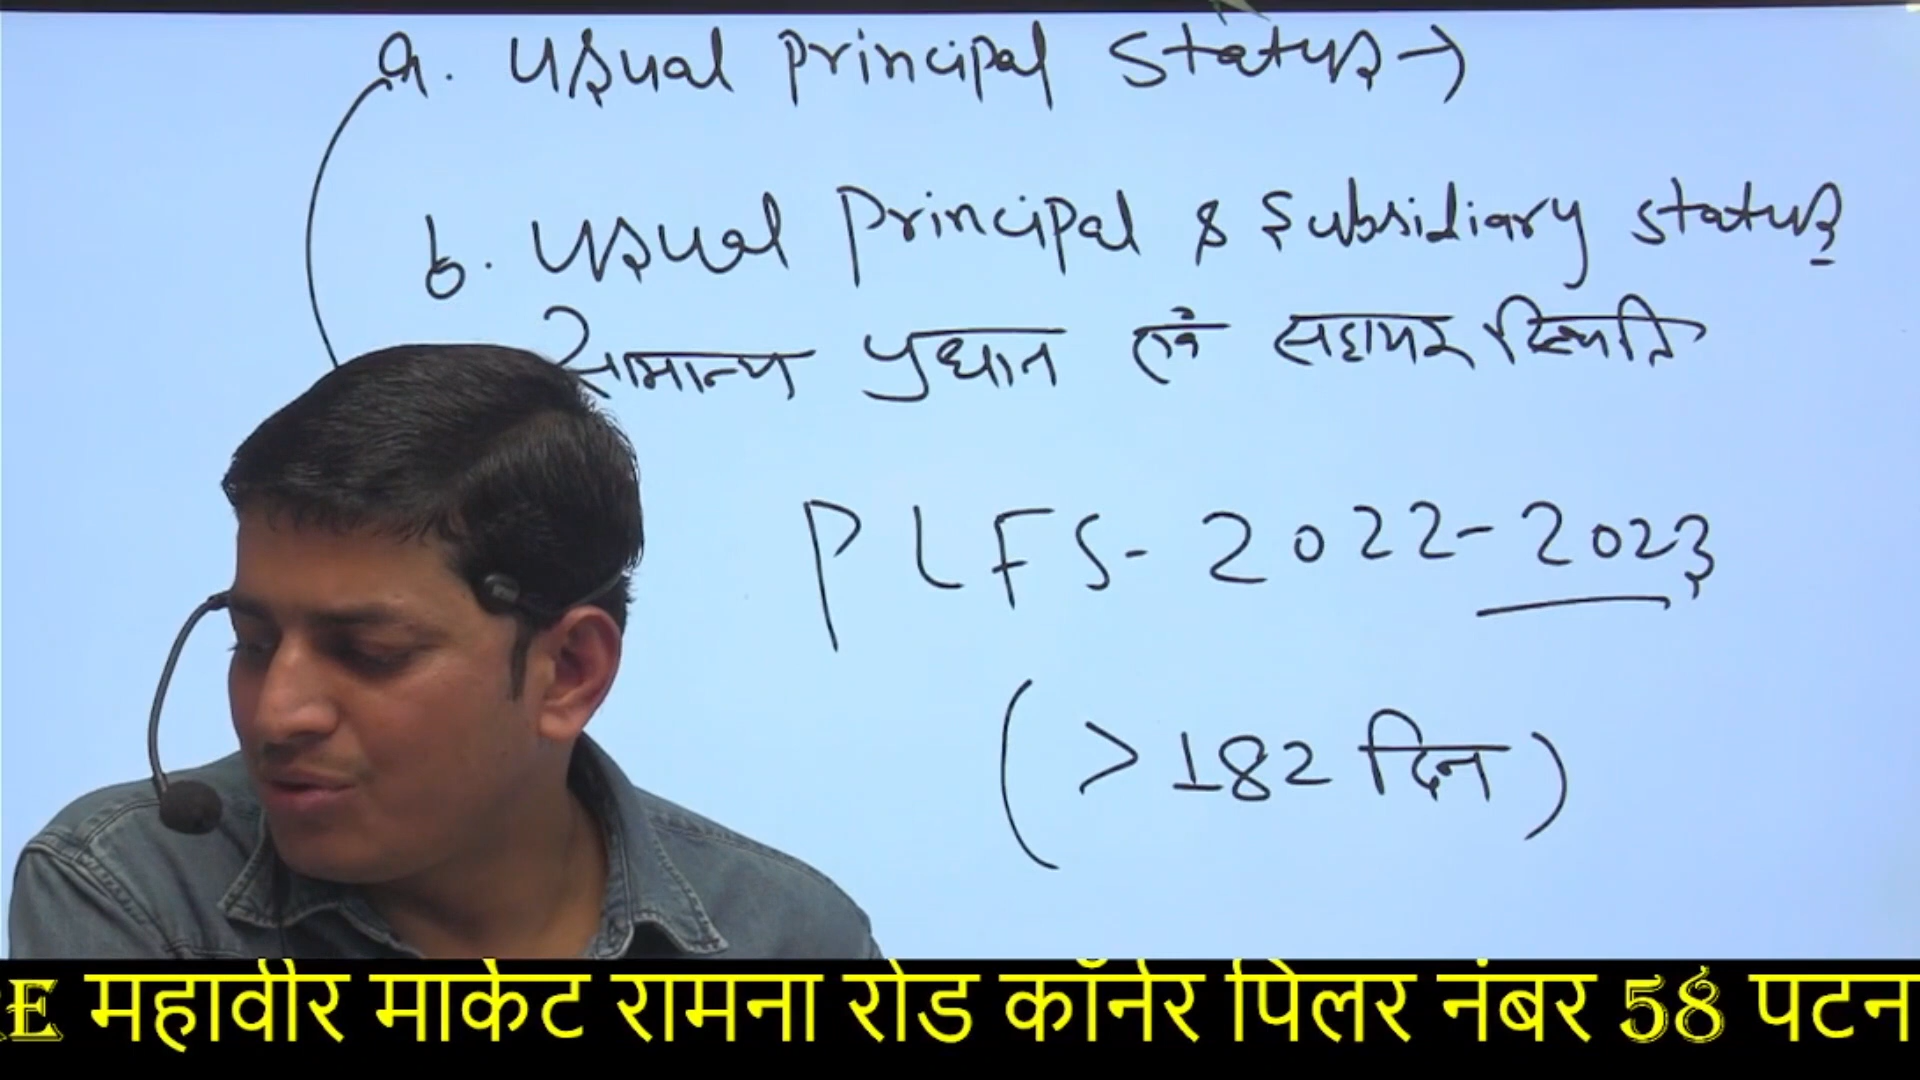 a. Usual principal status →
b. Usual principal & subsidiary status
सामान्य प्रधान एवं सहायक स्थिति
PLFS - 2022-2023
(> 182 दिन)
RE महावीर मार्केट रामना रोड कॉर्नर पिलर नंबर 58 पटन